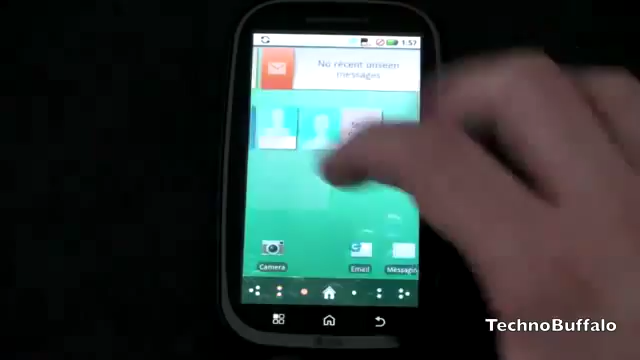 1:57
No recent unseen
messages
Camera
Email
Messaging
TechnoBuffalo